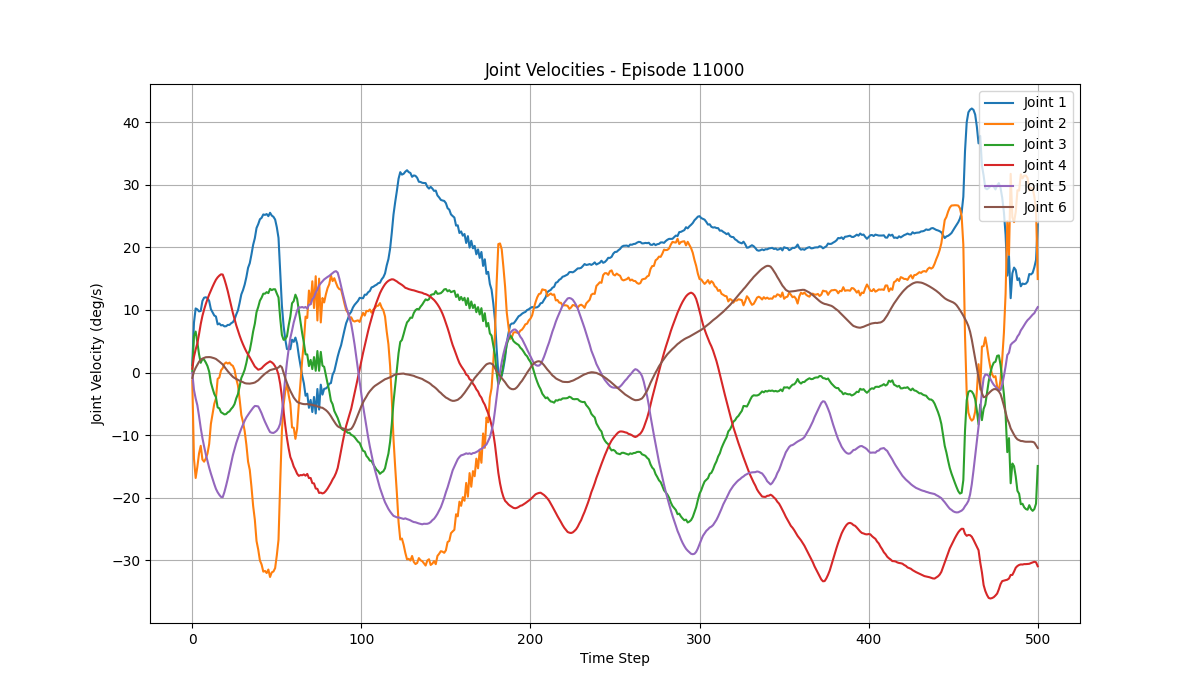 Joint Velocities - Episode 11000
Joint Velocity (deg/s)
40
30
20
10
0
−10
−20
−30
Joint 1
Joint 2
Joint 3
Joint 4
Joint 5
Joint 6
0
100
200
300
400
500
Time Step